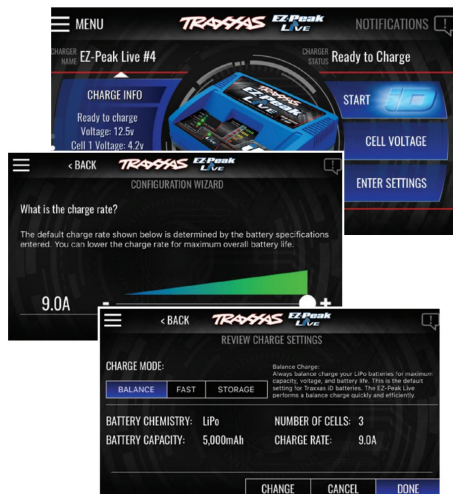 MENU
TRAXXAS EZ-Peak LIVE
NOTIFICATIONS
CHARGER NAME EZ-Peak Live #4
CHARGER STATUS Ready to Charge
CHARGE INFO
Ready to charge
Voltage: 12.5v
Cell 1 Voltage: 4.2v
EZ-Peak LIVE
START iD
CELL VOLTAGE
ENTER SETTINGS
< BACK
TRAXXAS EZ-Peak LIVE
CONFIGURATION WIZARD
What is the charge rate?
The default charge rate shown below is determined by the battery specifications
entered. You can lower the charge rate for maximum overall battery life.
9.0A
- +
< BACK
TRAXXAS EZ-Peak LIVE
REVIEW CHARGE SETTINGS
CHARGE MODE:
BALANCE FAST STORAGE
Balance Charge:
Always balance charge your LiPo batteries for maximum
capacity, voltage, and battery life. This is the default
setting for Traxxas iD batteries. The EZ-Peak Live
performs a balance charge quickly and efficiently.
BATTERY CHEMISTRY: LiPo
NUMBER OF CELLS: 3
BATTERY CAPACITY: 5,000mAh
CHARGE RATE: 9.0A
CHANGE CANCEL DONE